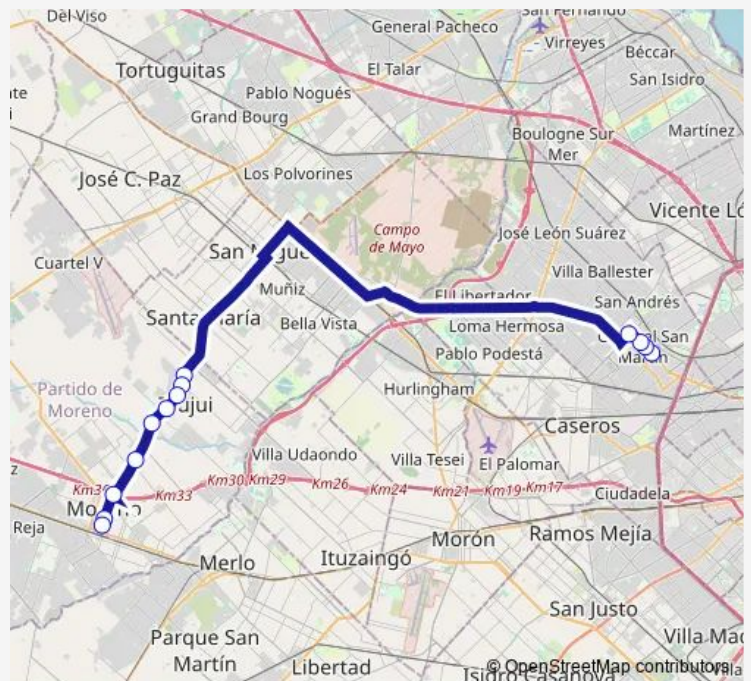 Del Viso
San Fernando
General Pacheco
Virreyes
Béccar
San Isidro
Tortuguitas
El Talar
Pablo Nogués
Grand Bourg
Boulogne Sur
Mer
Martínez
José C. Paz
Los Polvorines
Vicente Ló
Campo
de Mayo
José León Suárez
San Migue
Cuartel V
Villa Ballester
Muñiz
El Libertador
San Andrés
Santa María
Bella Vista
Loma Hermosa
Pablo Podestá
Partido de
Moreno
Hurlingham
Caseros
Villa Udaondo
Villa Tesei
El Palomar
Km33
Km30
Km29
Km26
Km24
Km21
Km19
Km17
Ciudadela
Reja
Morón
Ramos Mejía
Merlo
Ituzaingó
San Justo
Parque San
Martín
Libertad
Villa Mad
© OpenStreetMap contributors